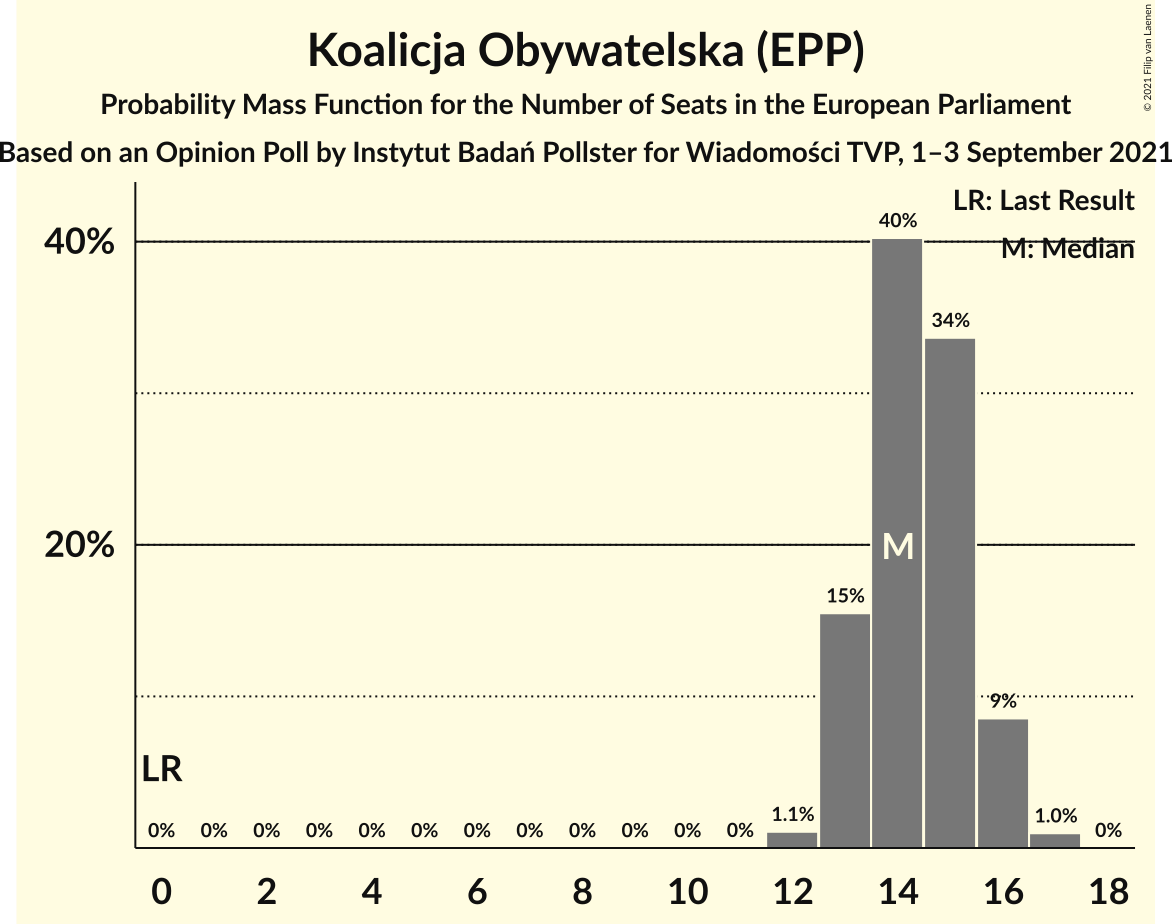 Koalicja Obywatelska (EPP)
Probability Mass Function for the Number of Seats in the European Parliament
Based on an Opinion Poll by Instytut Badań Pollster for Wiadomości TVP, 1–3 September 2021
© 2021 Filip van Laenen
LR: Last Result
M: Median
40%
20%
40%
34%
M
15%
9%
LR
0% 0% 0% 0% 0% 0% 0% 0% 0% 0% 0% 0% 1.1% 1.0% 0%
0 2 4 6 8 10 12 14 16 18